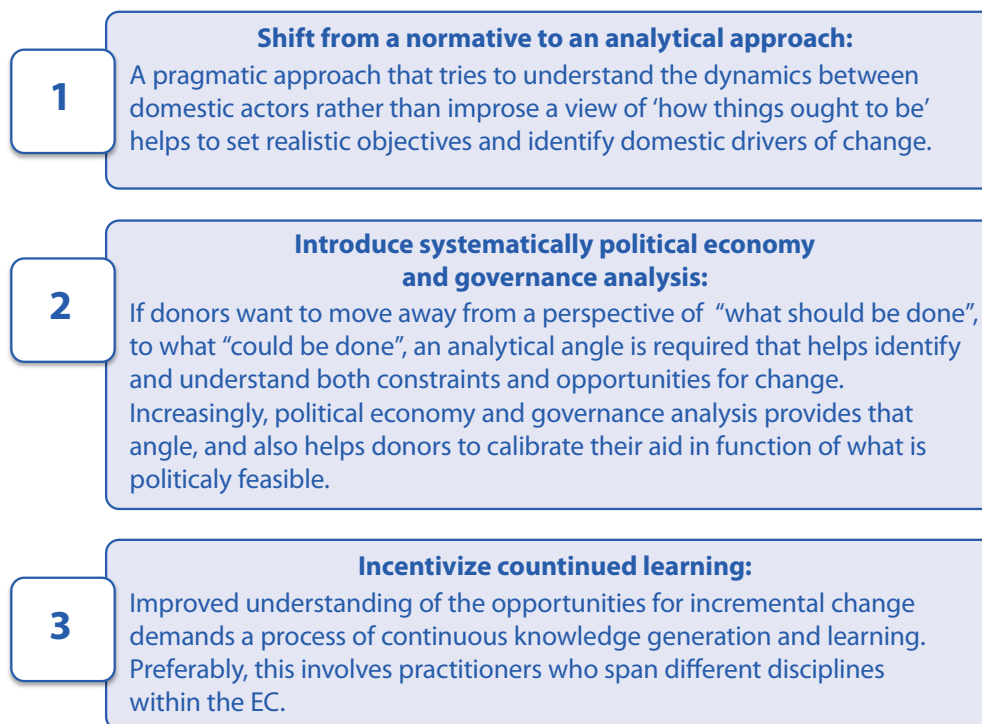 1
Shift from a normative to an analytical approach:
A pragmatic approach that tries to understand the dynamics between
domestic actors rather than improse a view of ‘how things ought to be’
helps to set realistic objectives and identify domestic drivers of change.
2
Introduce systematically political economy
and governance analysis:
If donors want to move away from a perspective of “what should be done”,
to what “could be done”, an analytical angle is required that helps identify
and understand both constraints and opportunities for change.
Increasingly, political economy and governance analysis provides that
angle, and also helps donors to calibrate their aid in function of what is
politicaly feasible.
3
Incentivize countinued learning:
Improved understanding of the opportunities for incremental change
demands a process of continuous knowledge generation and learning.
Preferably, this involves practitioners who span different disciplines
within the EC.